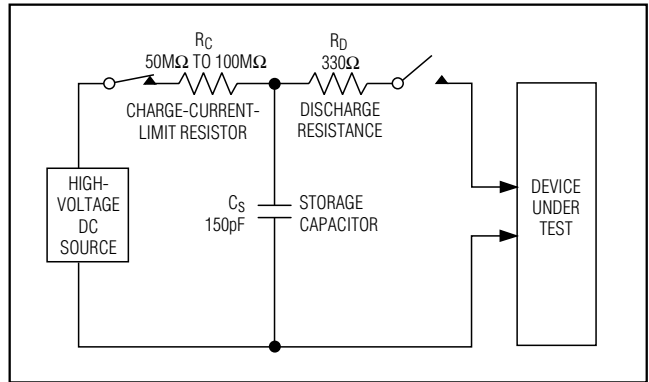 R_C
50MΩ TO 100MΩ
CHARGE-CURRENT-
LIMIT RESISTOR
R_D
330Ω
DISCHARGE
RESISTANCE
HIGH-
VOLTAGE
DC
SOURCE
C_S
150pF
STORAGE
CAPACITOR
DEVICE
UNDER
TEST